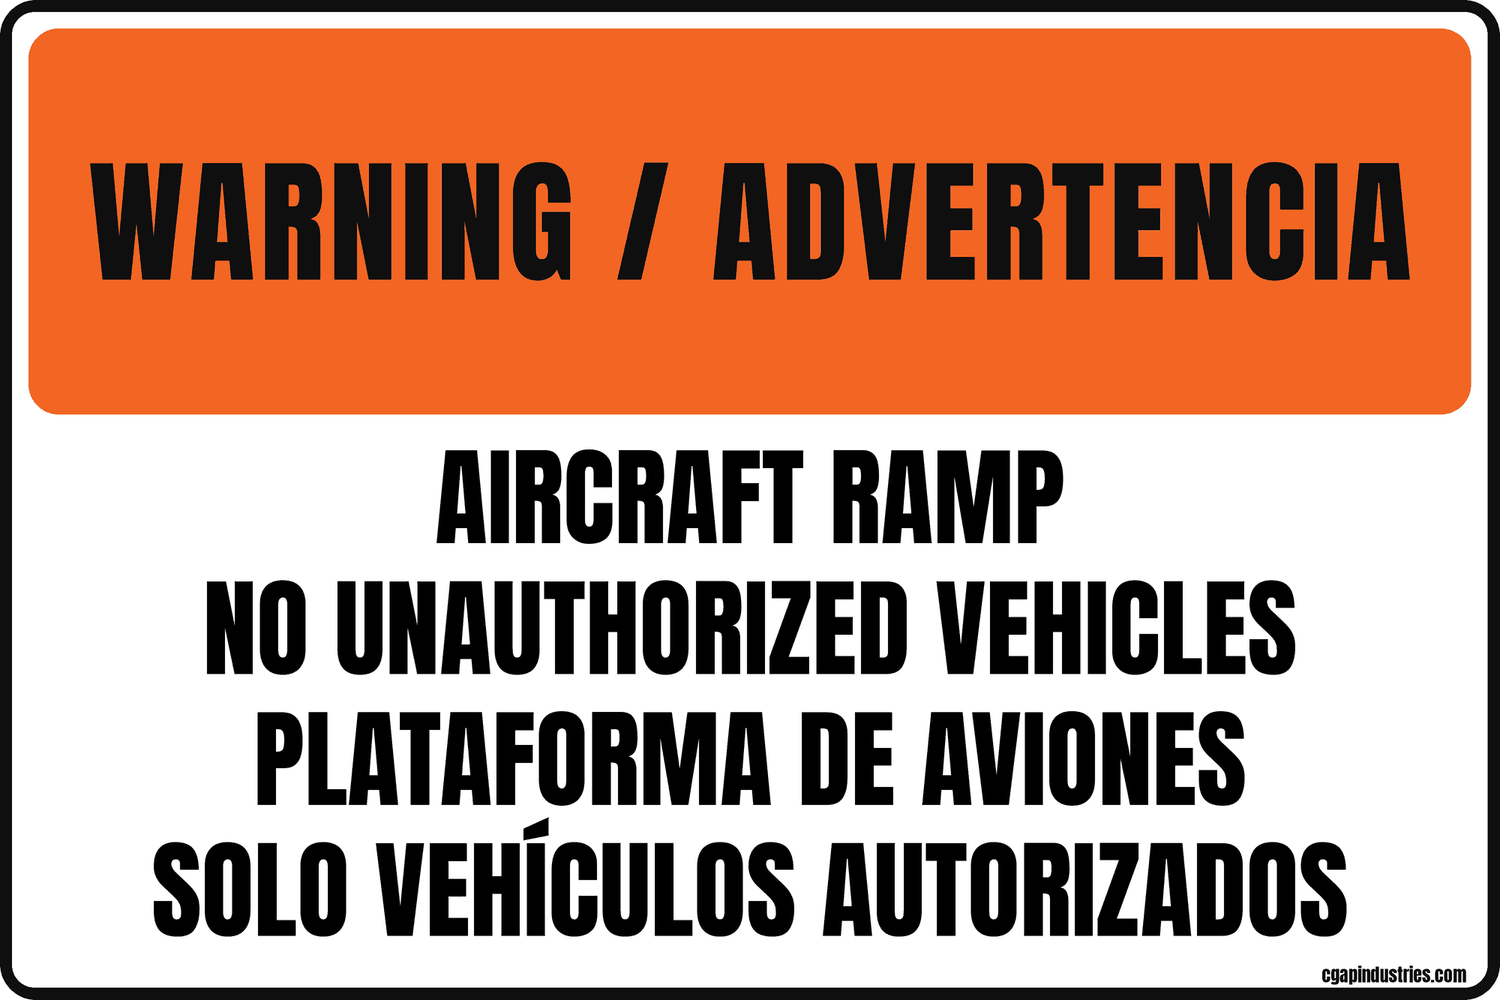 WARNING / ADVERTENCIA
AIRCRAFT RAMP
NO UNAUTHORIZED VEHICLES
PLATAFORMA DE AVIONES
SOLO VEHÍCULOS AUTORIZADOS
cgapindustries.com